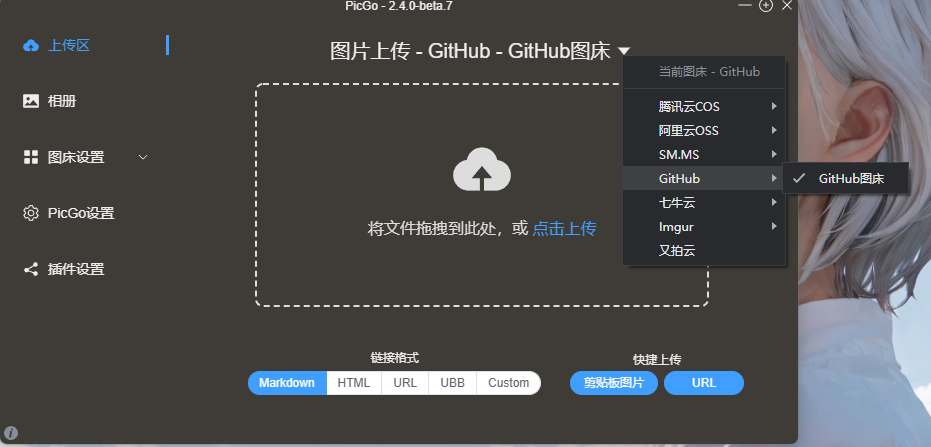 PicGo - 2.4.0-beta.7
上传区
相册
图床设置
PicGo设置
插件设置
图片上传 - GitHub - GitHub图床
当前图床 - GitHub
腾讯云COS
阿里云OSS
SM.MS
GitHub
GitHub图床
七牛云
Imgur
又拍云
将文件拖拽到此处，或 点击上传
链接格式
Markdown HTML URL UBB Custom
快捷上传
剪贴板图片 URL